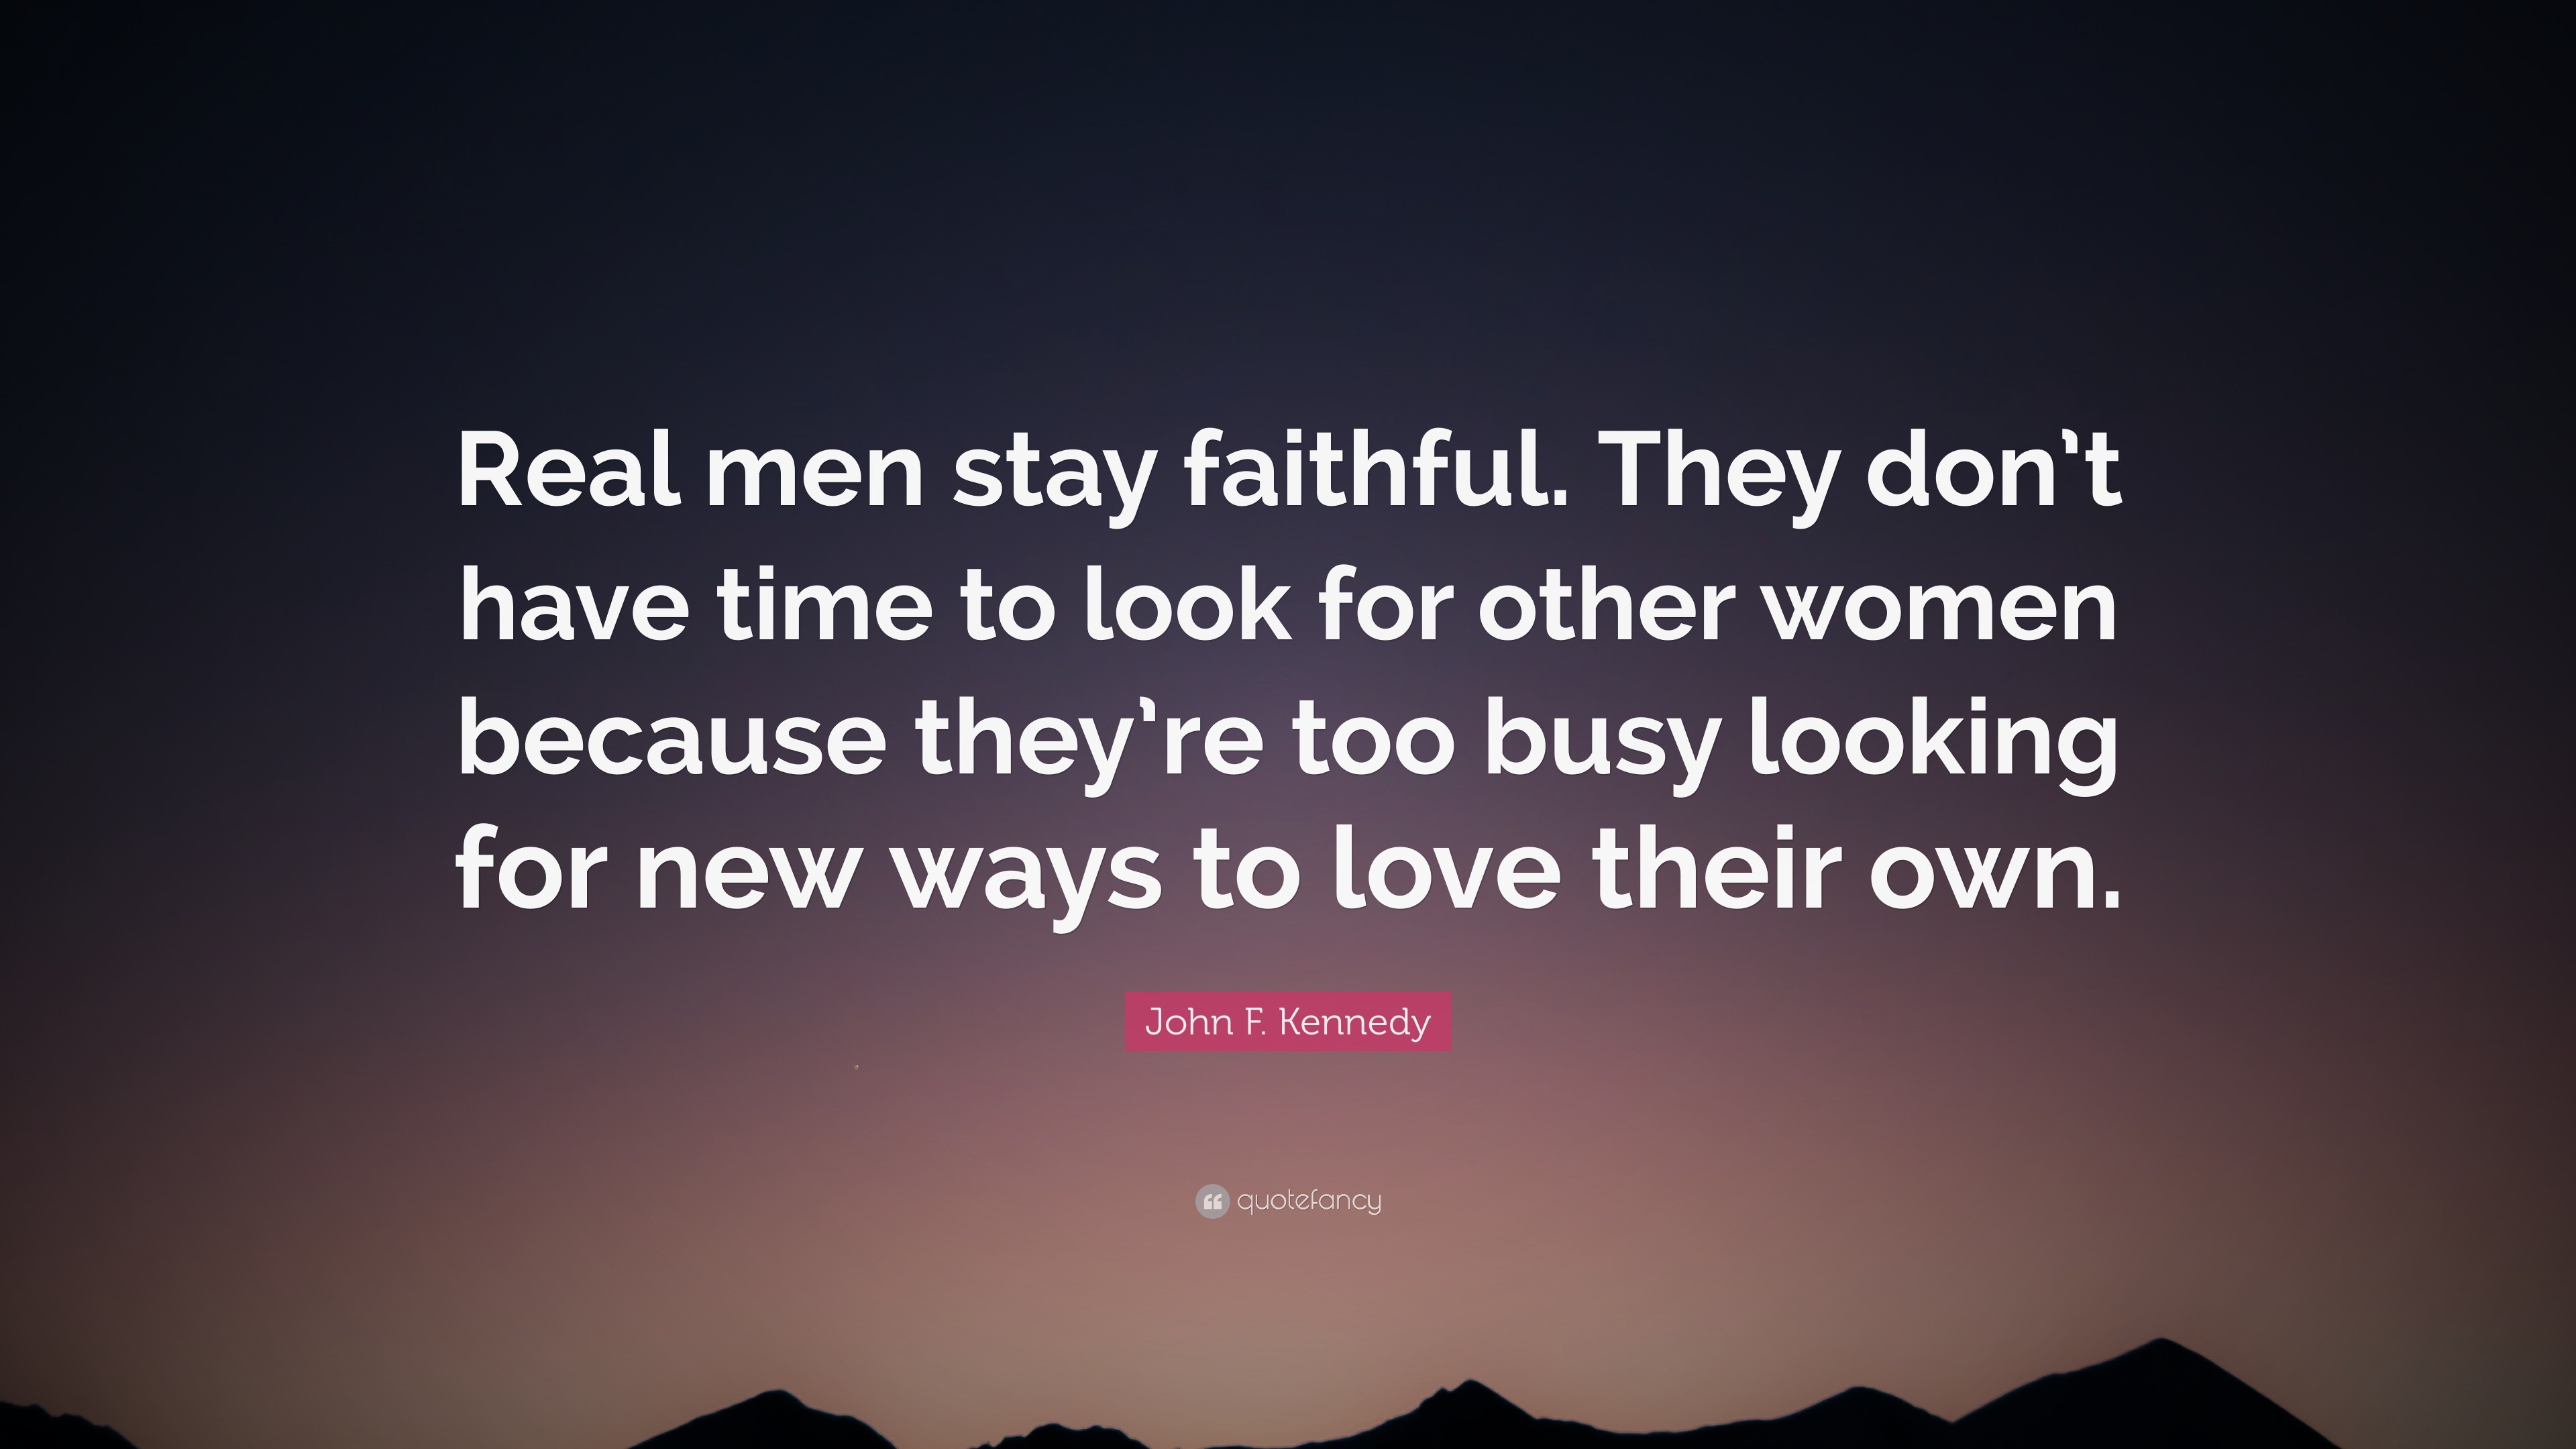 Real men stay faithful. They don’t
have time to look for other women
because they’re too busy looking
for new ways to love their own.
John F. Kennedy
quotefancy